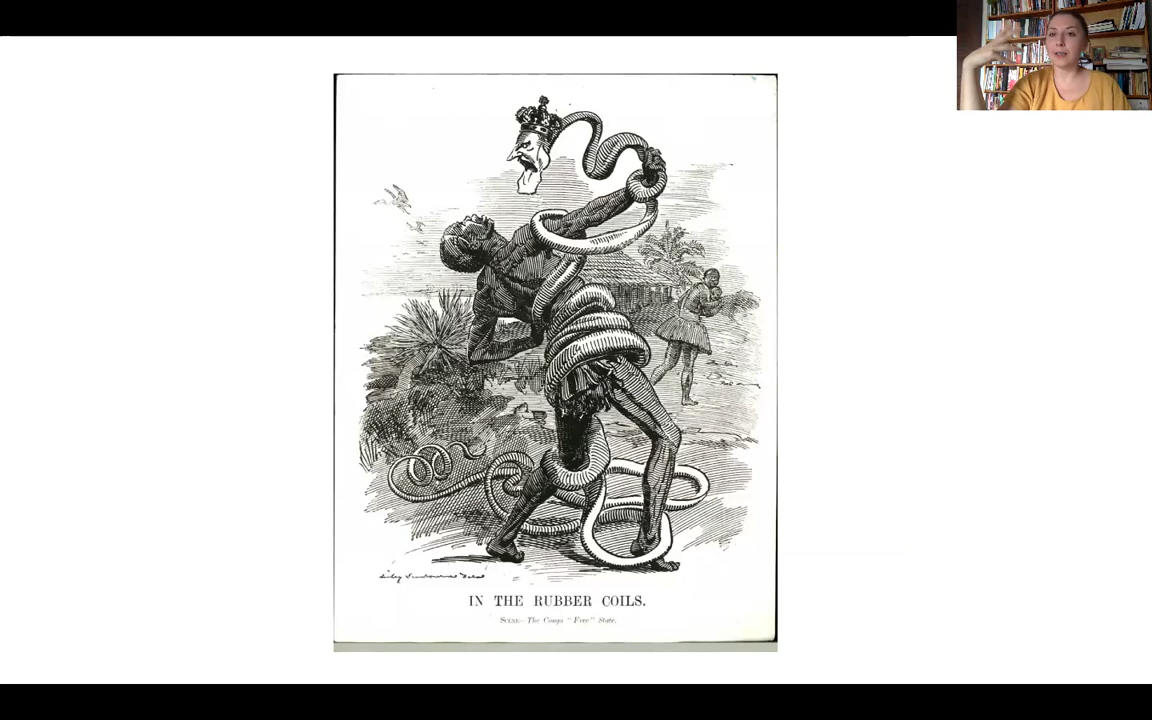 IN THE RUBBER COILS.
SCENE—The Congo "Free" State.